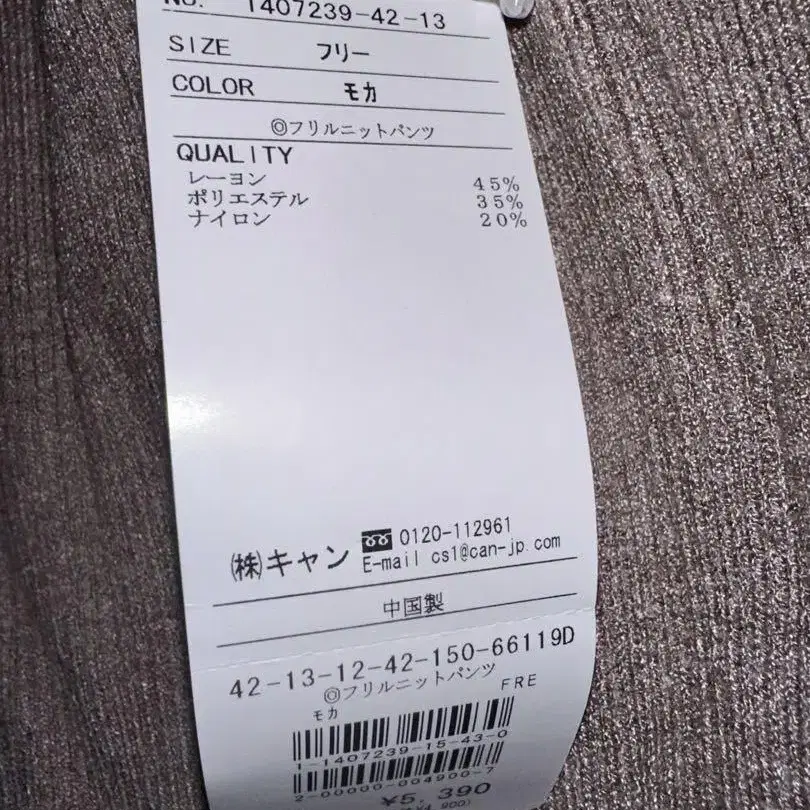 No. 1407239-42-13
SIZE フリー
COLOR モカ
◎フリルニットパンツ
QUALITY
レーヨン 45%
ポリエステル 35%
ナイロン 20%
㈱キャン 0120-112961
E-mail cs1@can-jp.com
中国製
42-13-12-42-150-66119D
◎フリルニットパンツ
モカ FRE
1-1407239-15-43-0
2-00000-004900-7
¥5,390